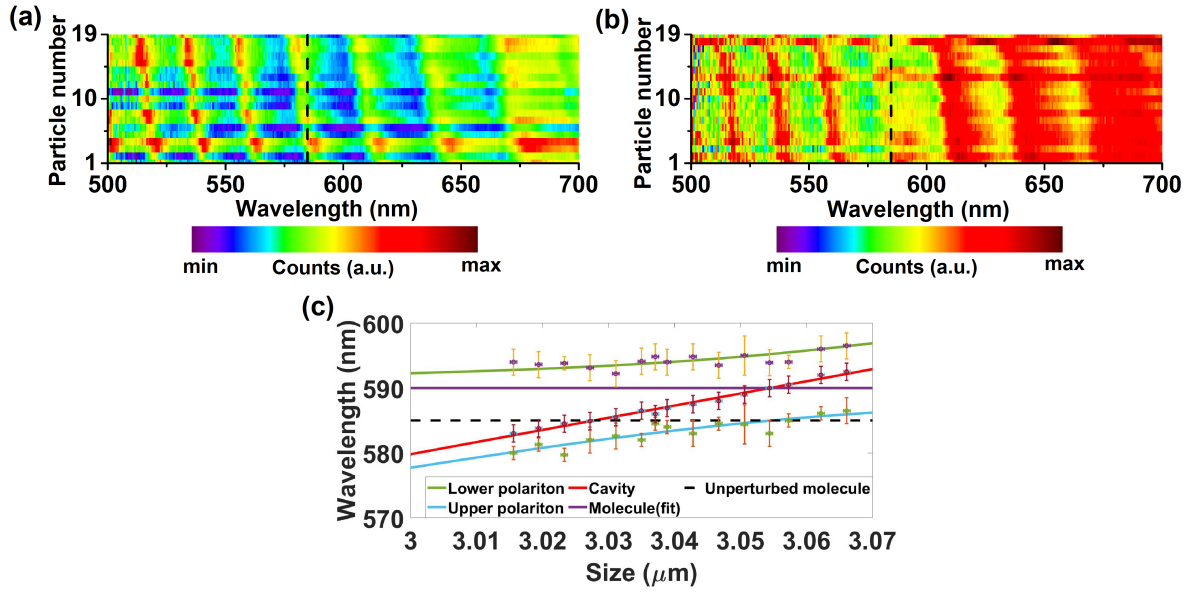 (a)
Particle number
19
10
1
500 550 600 650 700
Wavelength (nm)
min Counts (a.u.) max
(b)
Particle number
19
10
1
500 550 600 650 700
Wavelength (nm)
min Counts (a.u.) max
(c)
Wavelength (nm)
600
590
580
570
Lower polariton Cavity Unperturbed molecule
Upper polariton Molecule(fit)
3 3.01 3.02 3.03 3.04 3.05 3.06 3.07
Size (μm)